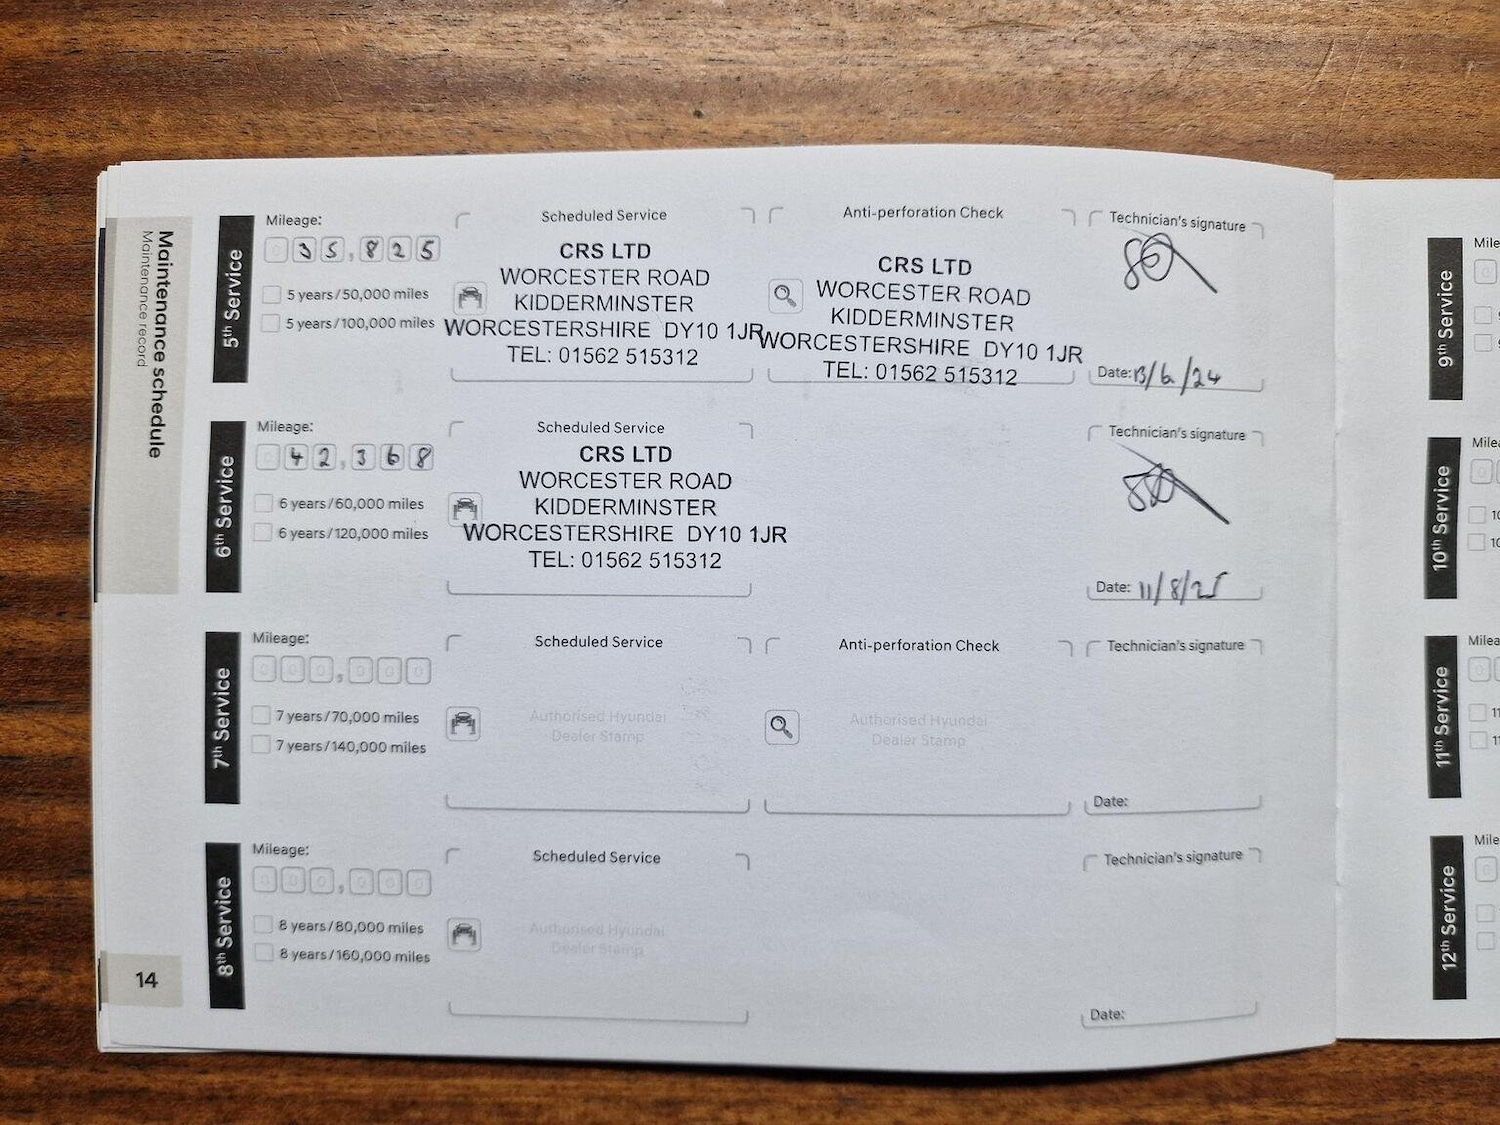 Maintenance schedule
Maintenance record
5th Service
Mileage:
35,825
5 years/50,000 miles
5 years/100,000 miles
Scheduled Service
CRS LTD
WORCESTER ROAD
KIDDERMINSTER
WORCESTERSHIRE DY10 1JR
TEL: 01562 515312
Anti-perforation Check
CRS LTD
WORCESTER ROAD
KIDDERMINSTER
WORCESTERSHIRE DY10 1JR
TEL: 01562 515312
Technician's signature
Date: 13/6/24
6th Service
Mileage:
42,368
6 years/60,000 miles
6 years/120,000 miles
Scheduled Service
CRS LTD
WORCESTER ROAD
KIDDERMINSTER
WORCESTERSHIRE DY10 1JR
TEL: 01562 515312
Technician's signature
Date: 11/8/25
7th Service
Mileage:
000,000
7 years/70,000 miles
7 years/140,000 miles
Scheduled Service
Authorised Hyundai
Dealer Stamp
Anti-perforation Check
Authorised Hyundai
Dealer Stamp
Technician's signature
Date:
8th Service
Mileage:
000,000
8 years/80,000 miles
8 years/160,000 miles
Scheduled Service
Authorised Hyundai
Dealer Stamp
Technician's signature
Date:
14
9th Service
10th Service
11th Service
12th Service